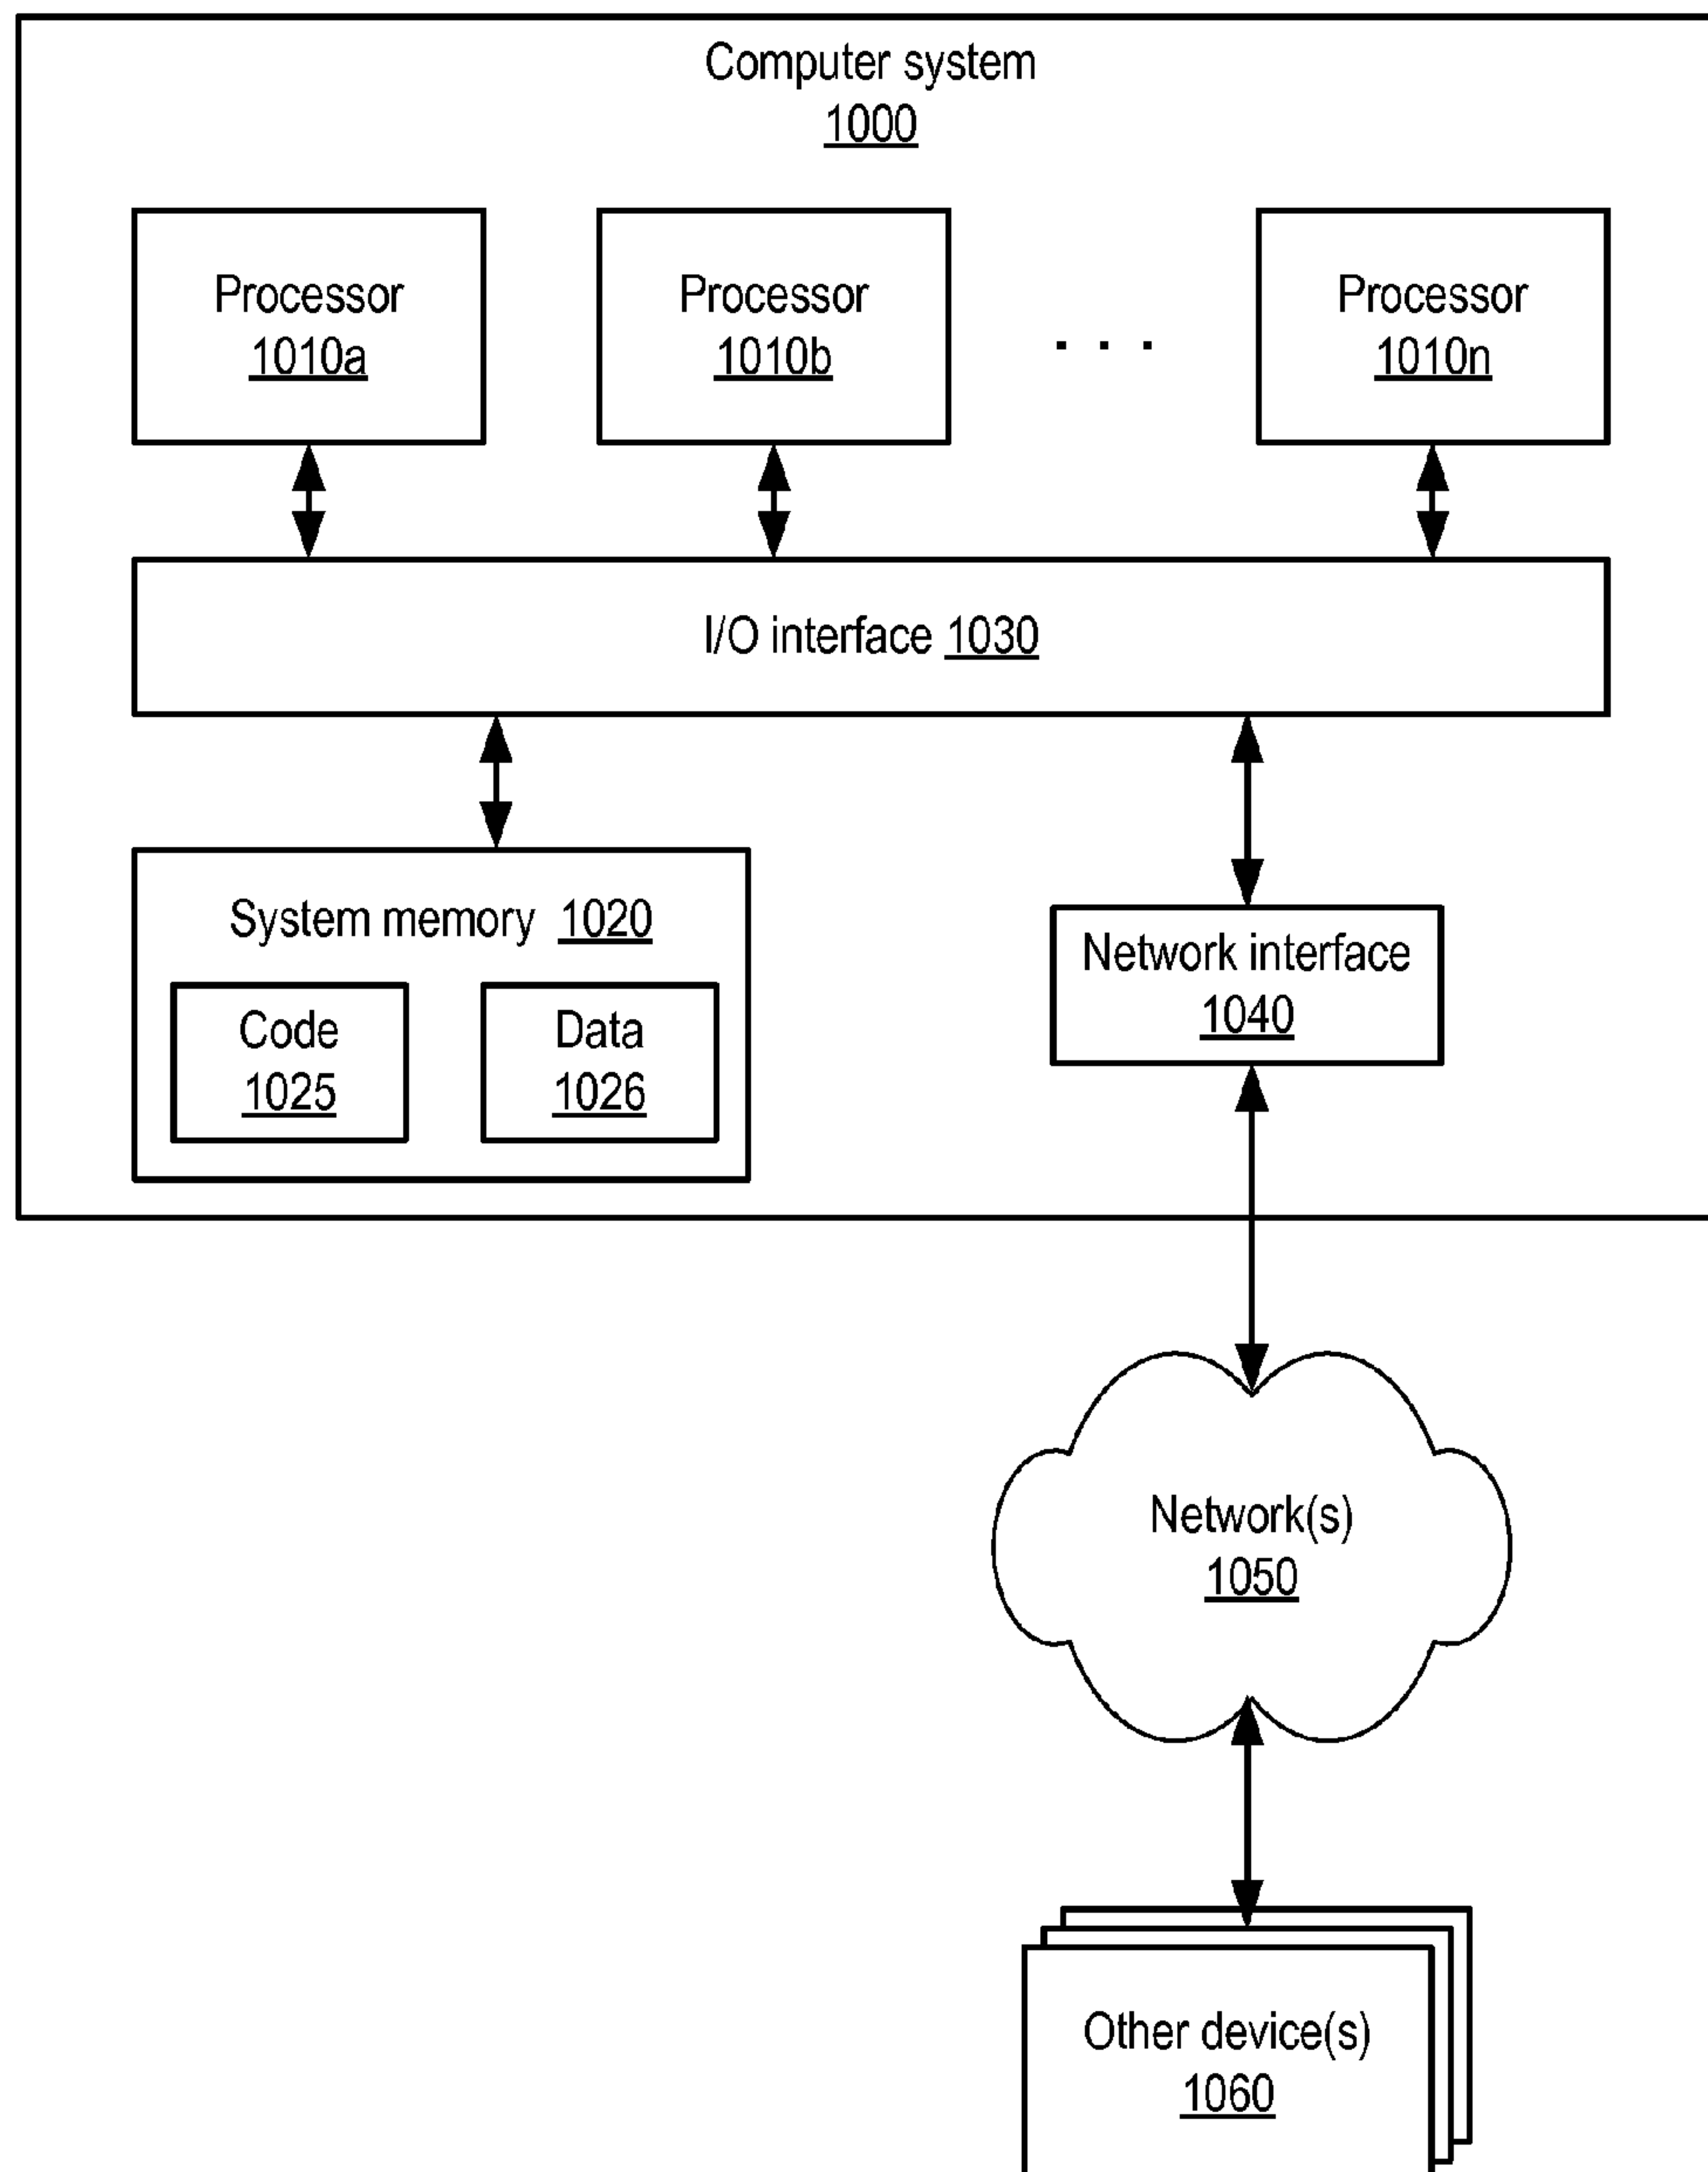 Computer system
1000
Processor
1010a
Processor
1010b
. . .
Processor
1010n
I/O interface 1030
System memory 1020
Code
1025
Data
1026
Network interface
1040
Network(s)
1050
Other device(s)
1060